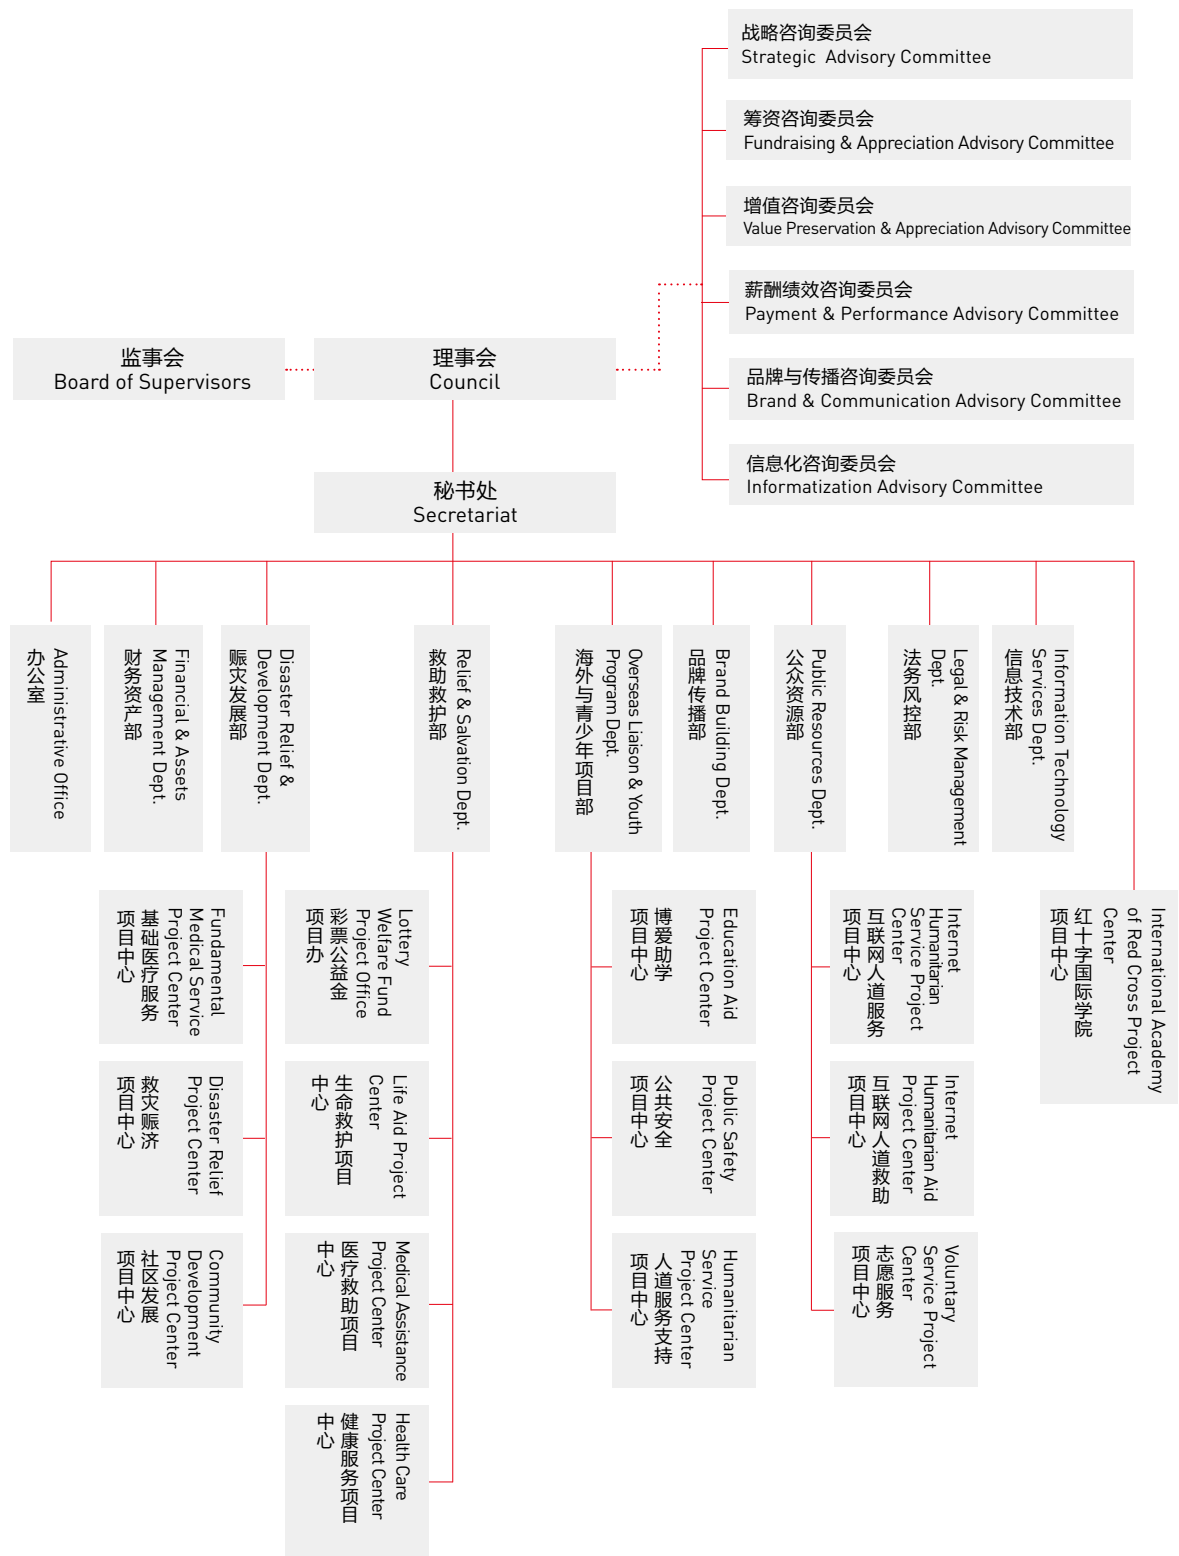 战略咨询委员会
Strategic Advisory Committee
筹资咨询委员会
Fundraising & Appreciation Advisory Committee
增值咨询委员会
Value Preservation & Appreciation Advisory Committee
薪酬绩效咨询委员会
Payment & Performance Advisory Committee
品牌与传播咨询委员会
Brand & Communication Advisory Committee
信息化咨询委员会
Informatization Advisory Committee
监事会
Board of Supervisors
理事会
Council
秘书处
Secretariat
Administrative Office
办公室
Financial & Assets
Management Dept.
财务资产部
Disaster Relief &
Development Dept.
赈灾发展部
Relief & Salvation Dept.
救助救护部
Overseas Liaison & Youth
Program Dept.
海外与青少年项目部
Brand Building Dept.
品牌传播部
Public Resources Dept.
公众资源部
Legal & Risk Management
Dept.
法务风控部
Information Technology
Services Dept.
信息技术部
Fundamental
Medical Service
Project Center
基础医疗服务
项目中心
Lottery
Welfare Fund
Project Office
彩票公益金
项目办
Education Aid
Project Center
博爱助学
项目中心
Internet
Humanitarian
Service Project
Center
互联网人道服务
项目中心
International Academy
of Red Cross Project
Center
红十字国际学院
项目中心
Disaster Relief
Project Center
救灾赈济
项目中心
Life Aid Project
Center
生命救护项目
中心
Public Safety
Project Center
公共安全
项目中心
Internet
Humanitarian Aid
Project Center
互联网人道救助
项目中心
Community
Development
Project Center
社区发展
项目中心
Medical Assistance
Project Center
医疗救助项目
中心
Humanitarian
Service
Project Center
人道服务支持
项目中心
Voluntary
Service Project
Center
志愿服务
项目中心
Health Care
Project Center
健康服务项目
中心